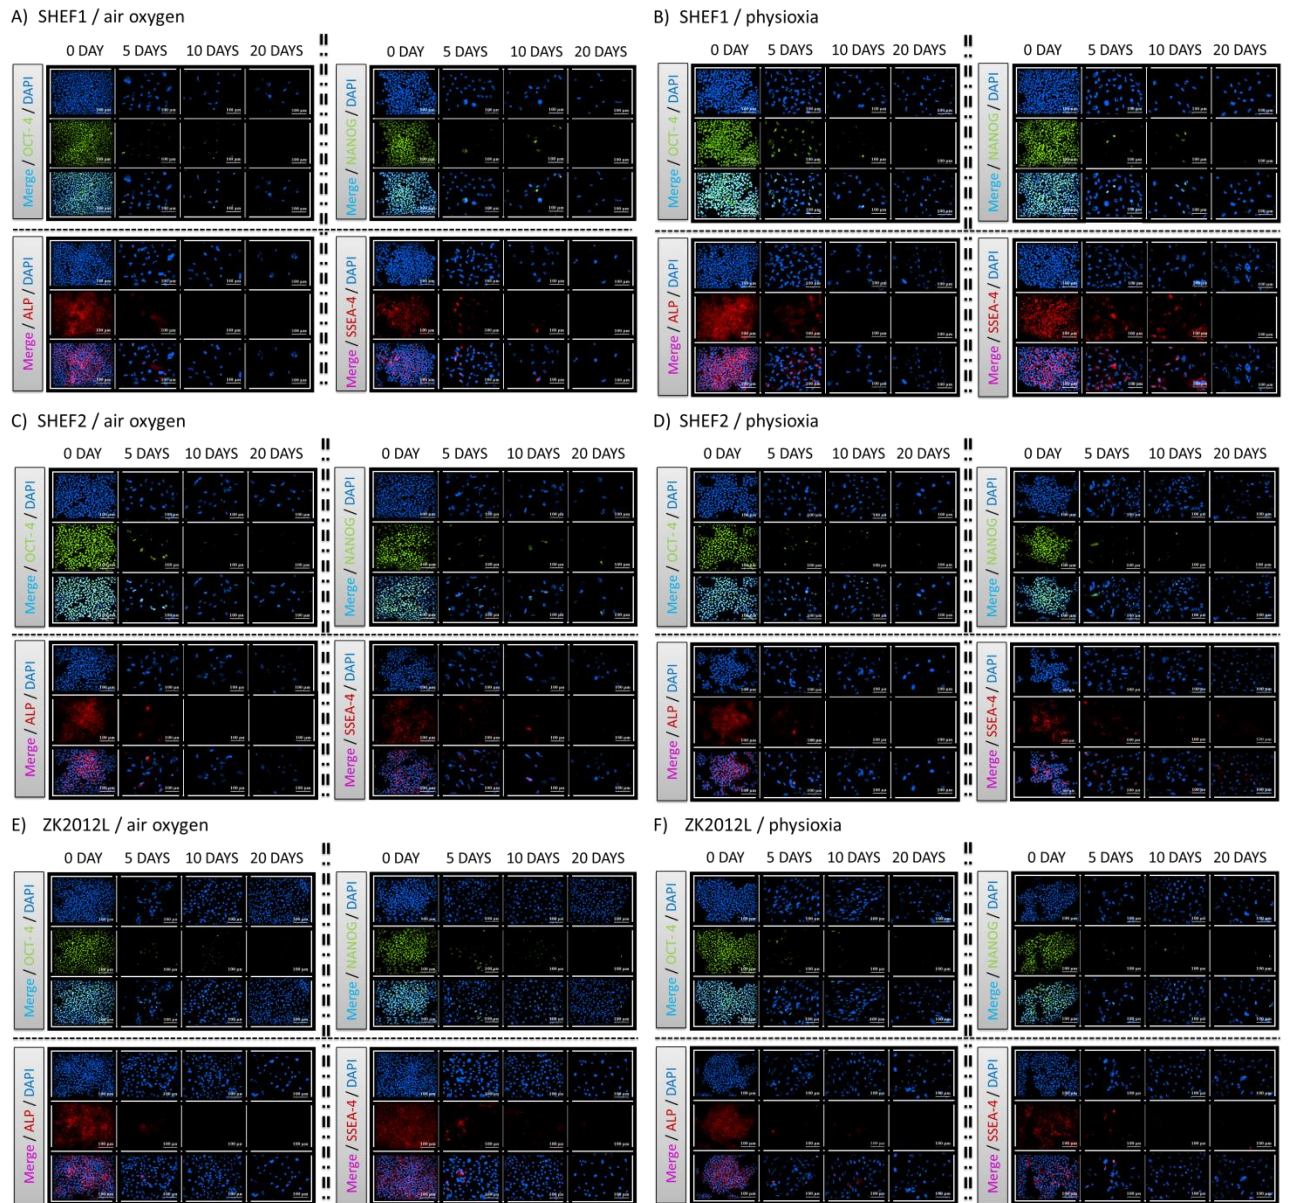 A) SHEF1 / air oxygen
0 DAY 5 DAYS 10 DAYS 20 DAYS
0 DAY 5 DAYS 10 DAYS 20 DAYS
Merge / OCT-4 / DAPI
Merge / NANOG / DAPI
Merge / ALP / DAPI
Merge / SSEA-4 / DAPI
B) SHEF1 / physioxia
0 DAY 5 DAYS 10 DAYS 20 DAYS
0 DAY 5 DAYS 10 DAYS 20 DAYS
Merge / OCT-4 / DAPI
Merge / NANOG / DAPI
Merge / ALP / DAPI
Merge / SSEA-4 / DAPI
C) SHEF2 / air oxygen
0 DAY 5 DAYS 10 DAYS 20 DAYS
0 DAY 5 DAYS 10 DAYS 20 DAYS
Merge / OCT-4 / DAPI
Merge / NANOG / DAPI
Merge / ALP / DAPI
Merge / SSEA-4 / DAPI
D) SHEF2 / physioxia
0 DAY 5 DAYS 10 DAYS 20 DAYS
0 DAY 5 DAYS 10 DAYS 20 DAYS
Merge / OCT-4 / DAPI
Merge / NANOG / DAPI
Merge / ALP / DAPI
Merge / SSEA-4 / DAPI
E) ZK2012L / air oxygen
0 DAY 5 DAYS 10 DAYS 20 DAYS
0 DAY 5 DAYS 10 DAYS 20 DAYS
Merge / OCT-4 / DAPI
Merge / NANOG / DAPI
Merge / ALP / DAPI
Merge / SSEA-4 / DAPI
F) ZK2012L / physioxia
0 DAY 5 DAYS 10 DAYS 20 DAYS
0 DAY 5 DAYS 10 DAYS 20 DAYS
Merge / OCT-4 / DAPI
Merge / NANOG / DAPI
Merge / ALP / DAPI
Merge / SSEA-4 / DAPI